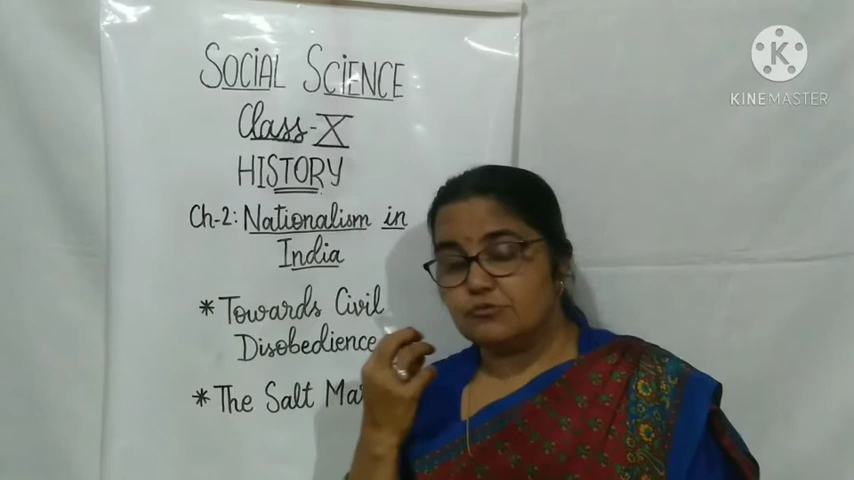 SOCIAL SCIENCE
Class-X
HISTORY
Ch-2: Nationalism in
India
* Towards Civil
Disobedience
* The Salt
K
KINEMASTER